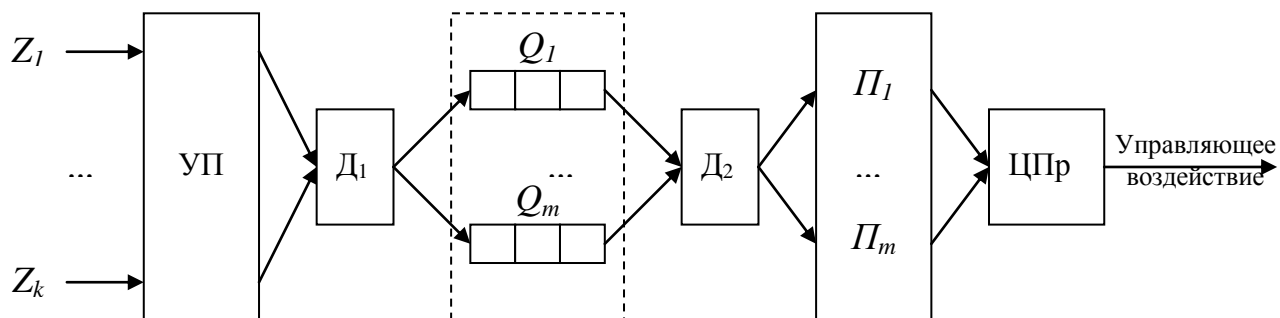 Z1
...
Zk
УП
Д1
Q1
...
Qm
Д2
П1
...
Пm
ЦПр
Управляющее
воздействие